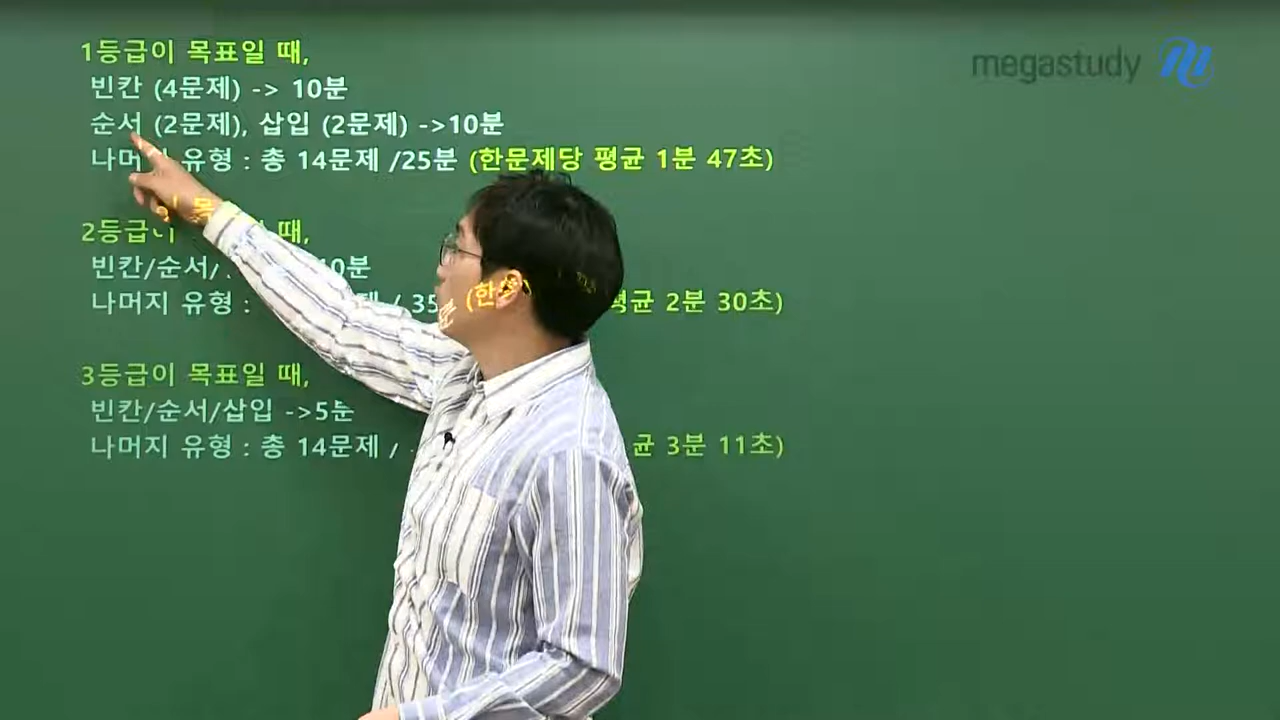 1등급이 목표일 때,
megastudy
빈칸 (4문제) -> 10분
순서 (2문제), 삽입 (2문제) ->10분
나머 유형 : 총 14문제 /25분 (한문제당 평균 1분 47초)
2등급이 때,
빈칸/순서/ 10분
나머지 유형 : / 35 (한 평균 2분 30초)
3등급이 목표일 때,
빈칸/순서/삽입 ->5분
나머지 유형 : 총 14문제 / 균 3분 11초)